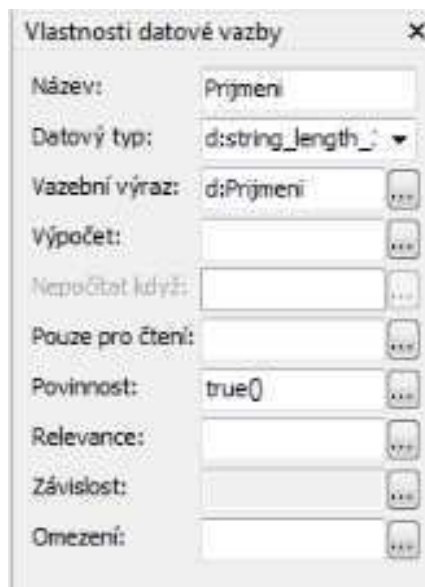 Vlastnosti datové vazby ×
Název: Prijmeni
Datový typ: d:string_length_
Vazební výraz: d:Prijmeni ...
Výpočet: ...
Nepočítat když: ...
Pouze pro čtení: ...
Povinnost: true() ...
Relevance: ...
Závislost: ...
Omezení: ...